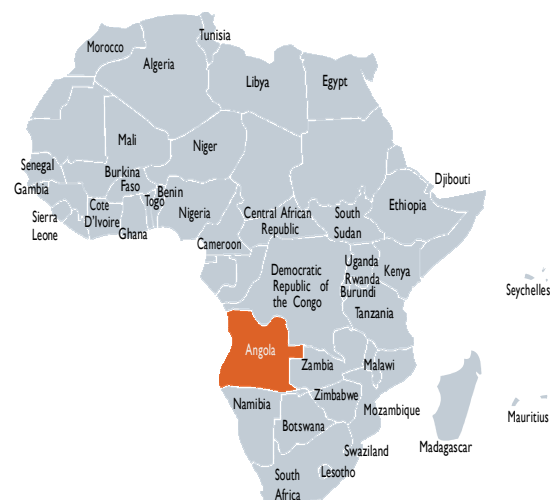 Tunisia
Morocco
Algeria
Libya
Egypt
Mali
Niger
Senegal
Burkina
Faso
Djibouti
Gambia
Benin
Togo
Cote
D'Ivoire
Ethiopia
Sierra
Leone
Ghana
Nigeria
Central African
Republic
South
Sudan
Cameroon
Uganda
Democratic
Republic of
the Congo
Rwanda
Kenya
Burundi
Seychelles
Tanzania
Angola
Zambia
Malawi
Zimbabwe
Namibia
Mozambique
Mauritius
Botswana
Madagascar
Swaziland
Lesotho
South
Africa